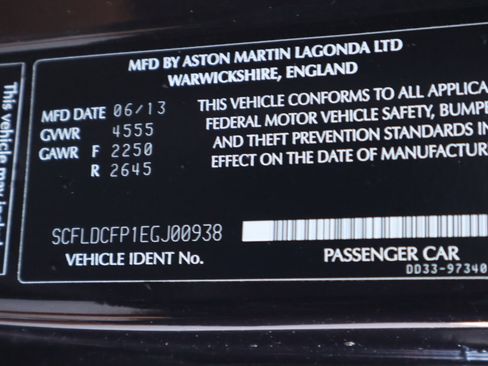 MFD BY ASTON MARTIN LAGONDA LTD
WARWICKSHIRE, ENGLAND
MFD DATE 06/13
GVWR 4555
GAWR F 2250
R 2645
THIS VEHICLE CONFORMS TO ALL APPLICA
FEDERAL MOTOR VEHICLE SAFETY, BUMPE
AND THEFT PREVENTION STANDARDS IN
EFFECT ON THE DATE OF MANUFACTUR
SCFLDCFP1EGJ00938
VEHICLE IDENT No.
PASSENGER CAR
DD33-97340
This vehicle may